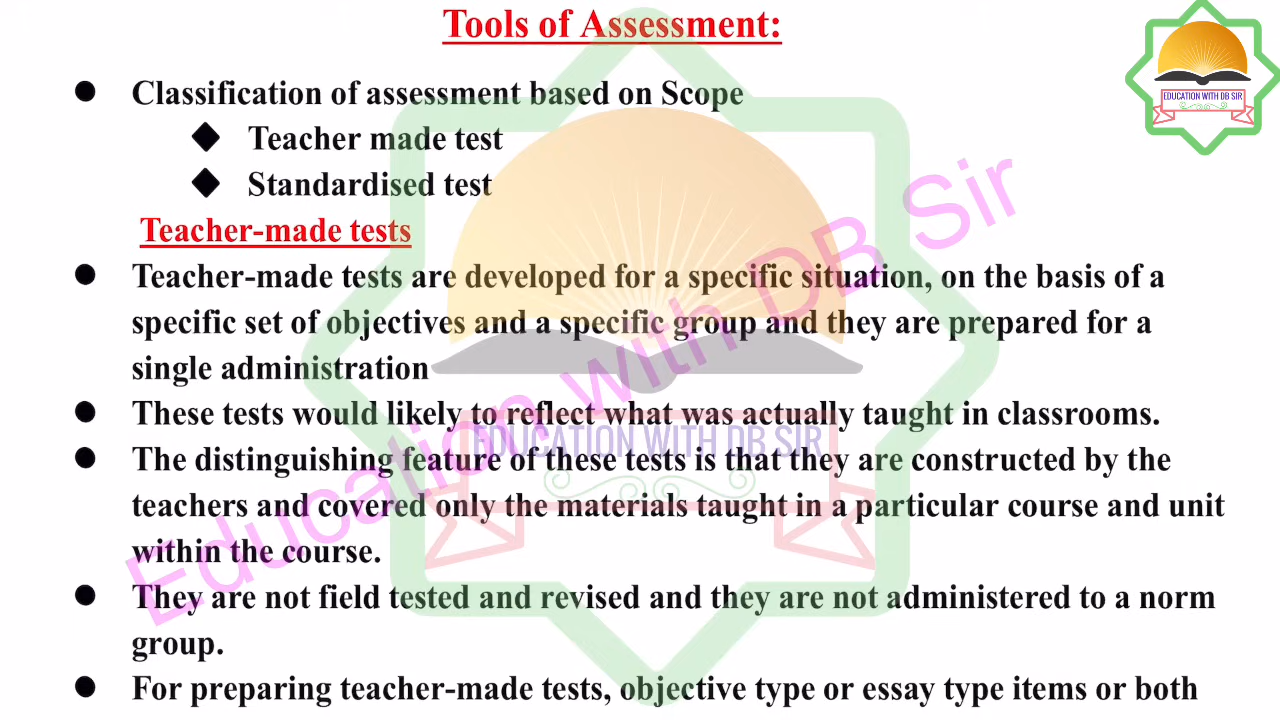 Tools of Assessment:
EDUCATION WITH DB SIR
● Classification of assessment based on Scope
◆ Teacher made test
◆ Standardised test
Teacher-made tests
● Teacher-made tests are developed for a specific situation, on the basis of a
specific set of objectives and a specific group and they are prepared for a
single administration
● These tests would likely to reflect what was actually taught in classrooms.
EDUCATION WITH DB SIR
● The distinguishing feature of these tests is that they are constructed by the
teachers and covered only the materials taught in a particular course and unit
within the course.
● They are not field tested and revised and they are not administered to a norm
group.
● For preparing teacher-made tests, objective type or essay type items or both
Education with DB Sir